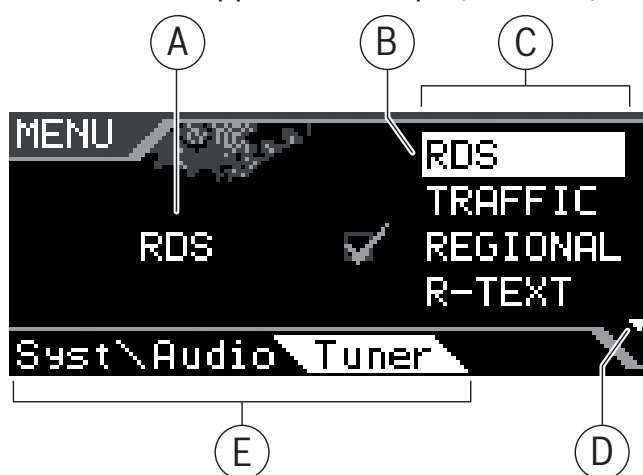 A B C
MENU
RDS
TRAFFIC
RDS
REGIONAL
R-TEXT
Syst\Audio\Tuner
E D